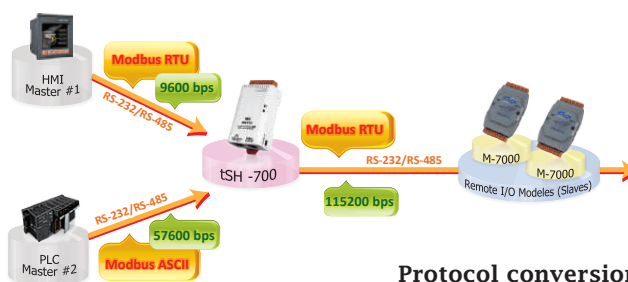 Modbus RTU
9600 bps
HMI
Master #1
RS-232/RS-485
tSH -700
Modbus RTU
RS-232/RS-485
115200 bps
M-7000
M-7000
Remote I/O Modeles (Slaves)
RS-232/RS-485
57600 bps
Modbus ASCII
PLC
Master #2
Protocol conversion